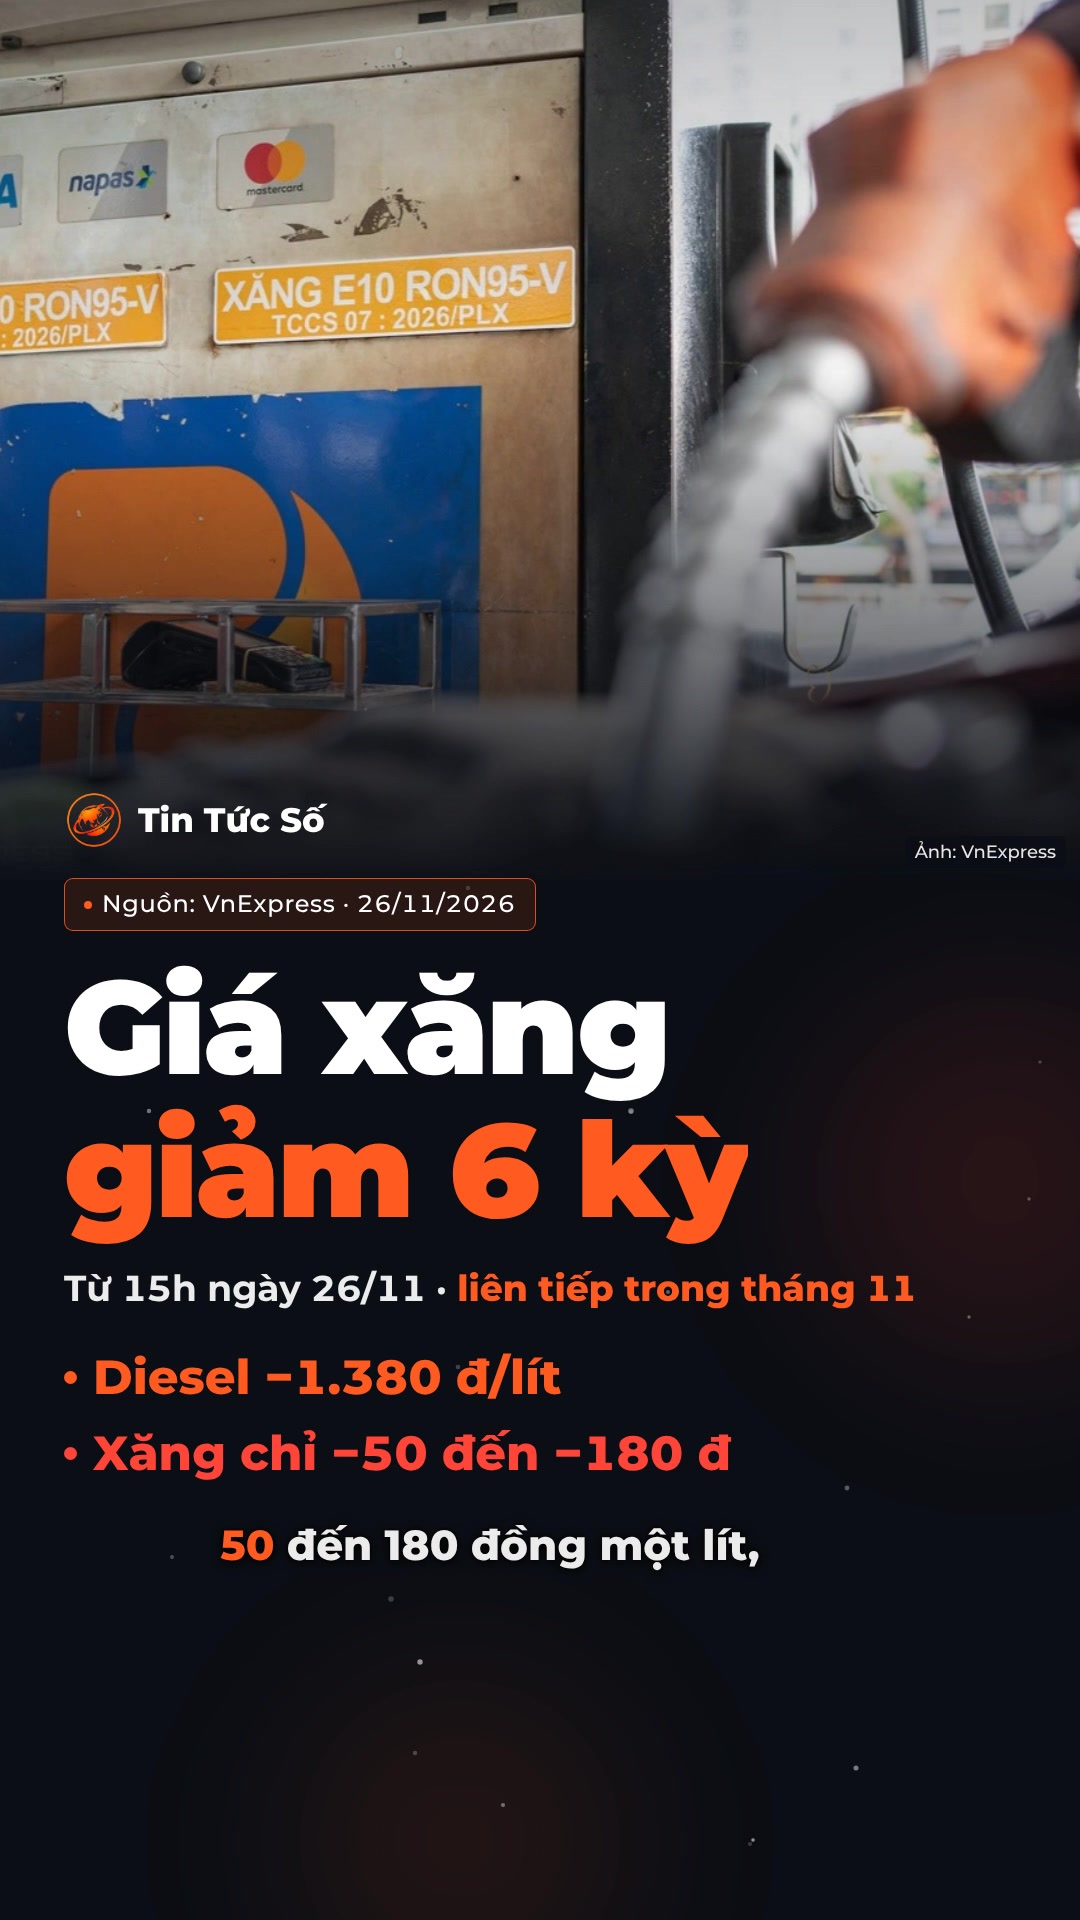 A
napas
mastercard
0 RON95-V
: 2026/PLX
XĂNG E10 RON95-V
TCCS 07 : 2026/PLX
Tin Tức Số
Ảnh: VnExpress
• Nguồn: VnExpress · 26/11/2026
Giá xăng
giảm 6 kỳ
Từ 15h ngày 26/11 · liên tiếp trong tháng 11
• Diesel −1.380 đ/lít
• Xăng chỉ −50 đến −180 đ
50 đến 180 đồng một lít,